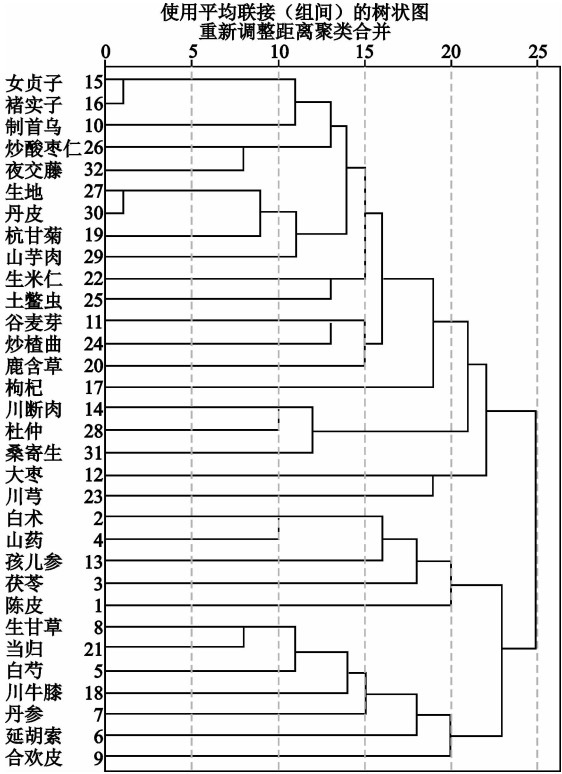 使用平均联接（组间）的树状图
重新调整距离聚类合并
0 5 10 15 20 25
女贞子 15
褚实子 16
制首乌 10
炒酸枣仁 26
夜交藤 32
生地 27
丹皮 30
杭甘菊 19
山芋肉 29
生米仁 22
土鳖虫 25
谷麦芽 11
炒楂曲 24
鹿含草 20
枸杞 17
川断肉 14
杜仲 28
桑寄生 31
大枣 12
川芎 23
白术 2
山药 4
孩儿参 13
茯苓 3
陈皮 1
生甘草 8
当归 21
白芍 5
川牛膝 18
丹参 7
延胡索 6
合欢皮 9